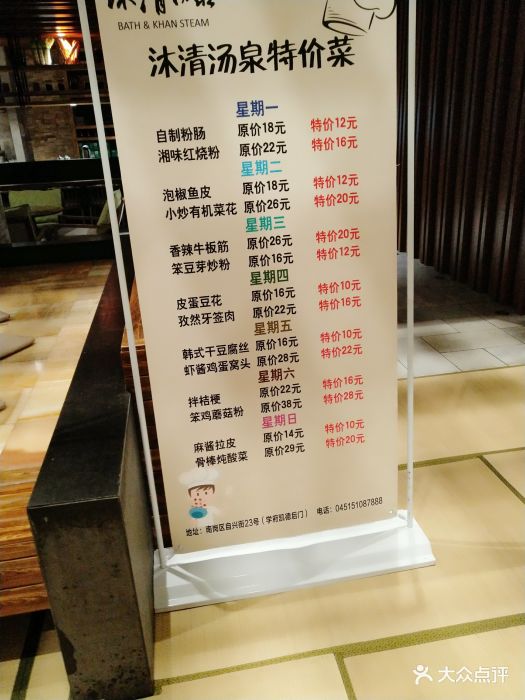 BATH & KHAN STEAM
沐清汤泉特价菜
星期一
自制粉肠 原价18元 特价12元
湘味红烧粉 原价22元 特价16元
星期二
泡椒鱼皮 原价18元 特价12元
小炒有机菜花 原价26元 特价20元
星期三
香辣牛板筋 原价26元 特价20元
笨豆芽炒粉 原价16元 特价12元
星期四
皮蛋豆花 原价16元 特价10元
孜然牙签肉 原价22元 特价16元
星期五
韩式干豆腐丝 原价16元 特价10元
虾酱鸡蛋窝头 原价28元 特价22元
星期六
拌桔梗 原价22元 特价16元
笨鸡蘑菇粉 原价38元 特价28元
星期日
麻酱拉皮 原价14元 特价10元
骨棒炖酸菜 原价29元 特价20元
地址：南岗区自兴街23号（学府凯德后门） 电话：045151087888
大众点评